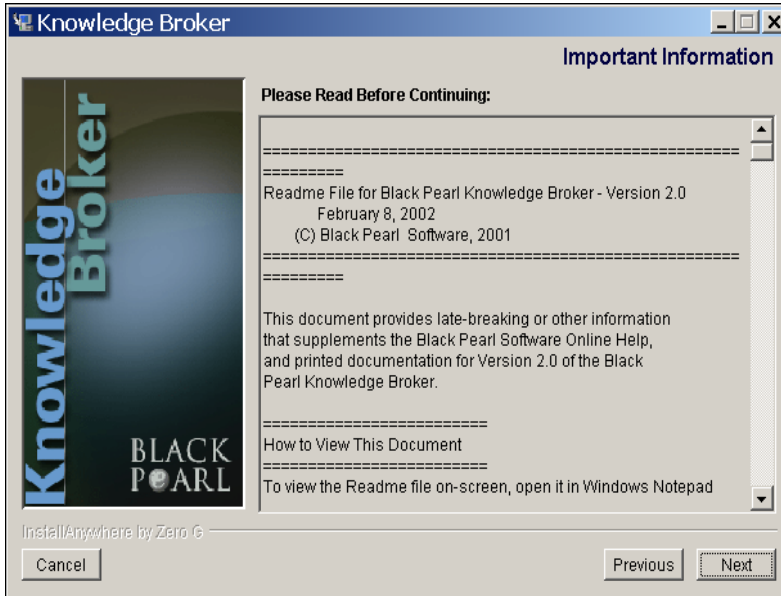 Knowledge Broker
Important Information
Knowledge
Broker
BLACK
PEARL
Please Read Before Continuing:
=====================================================
=========
Readme File for Black Pearl Knowledge Broker - Version 2.0
February 8, 2002
(C) Black Pearl  Software, 2001
=====================================================
=========
This document provides late-breaking or other information
that supplements the Black Pearl Software Online Help,
and printed documentation for Version 2.0 of the Black
Pearl Knowledge Broker.
=========================
How to View This Document
=========================
To view the Readme file on-screen, open it in Windows Notepad
InstallAnywhere by Zero G
Cancel
Previous
Next